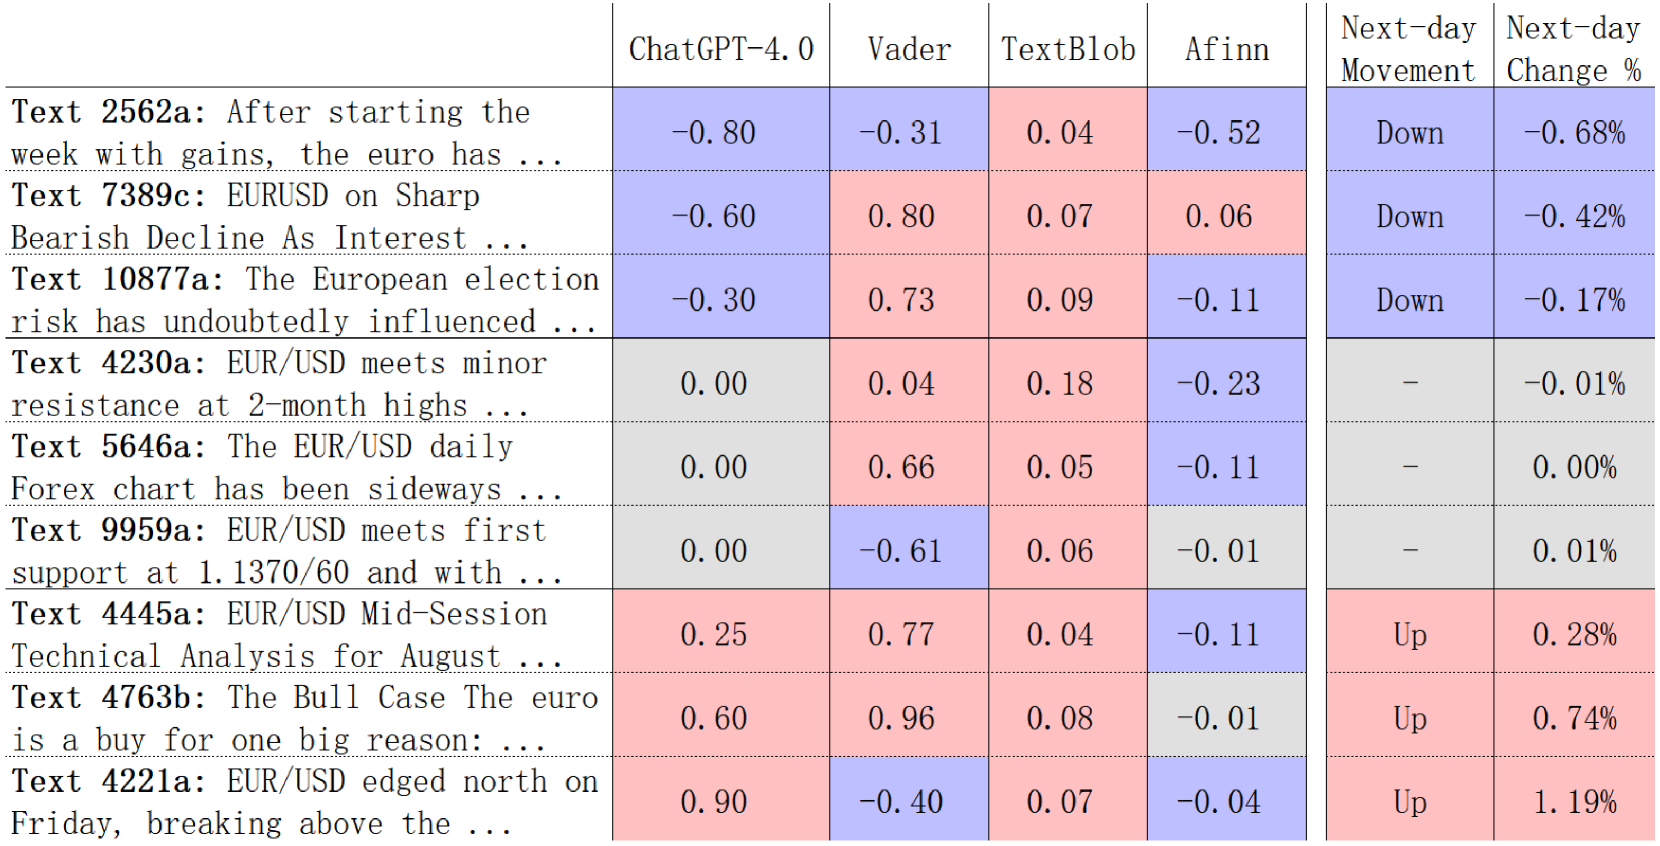 ChatGPT-4.0 Vader TextBlob Afinn Next-day Movement Next-day Change %
Text 2562a: After starting the
week with gains, the euro has ... -0.80 -0.31 0.04 -0.52 Down -0.68%
Text 7389c: EURUSD on Sharp
Bearish Decline As Interest ... -0.60 0.80 0.07 0.06 Down -0.42%
Text 10877a: The European election
risk has undoubtedly influenced ... -0.30 0.73 0.09 -0.11 Down -0.17%
Text 4230a: EUR/USD meets minor
resistance at 2-month highs ... 0.00 0.04 0.18 -0.23 - -0.01%
Text 5646a: The EUR/USD daily
Forex chart has been sideways ... 0.00 0.66 0.05 -0.11 - 0.00%
Text 9959a: EUR/USD meets first
support at 1.1370/60 and with ... 0.00 -0.61 0.06 -0.01 - 0.01%
Text 4445a: EUR/USD Mid-Session
Technical Analysis for August ... 0.25 0.77 0.04 -0.11 Up 0.28%
Text 4763b: The Bull Case The euro
is a buy for one big reason: ... 0.60 0.96 0.08 -0.01 Up 0.74%
Text 4221a: EUR/USD edged north on
Friday, breaking above the ... 0.90 -0.40 0.07 -0.04 Up 1.19%